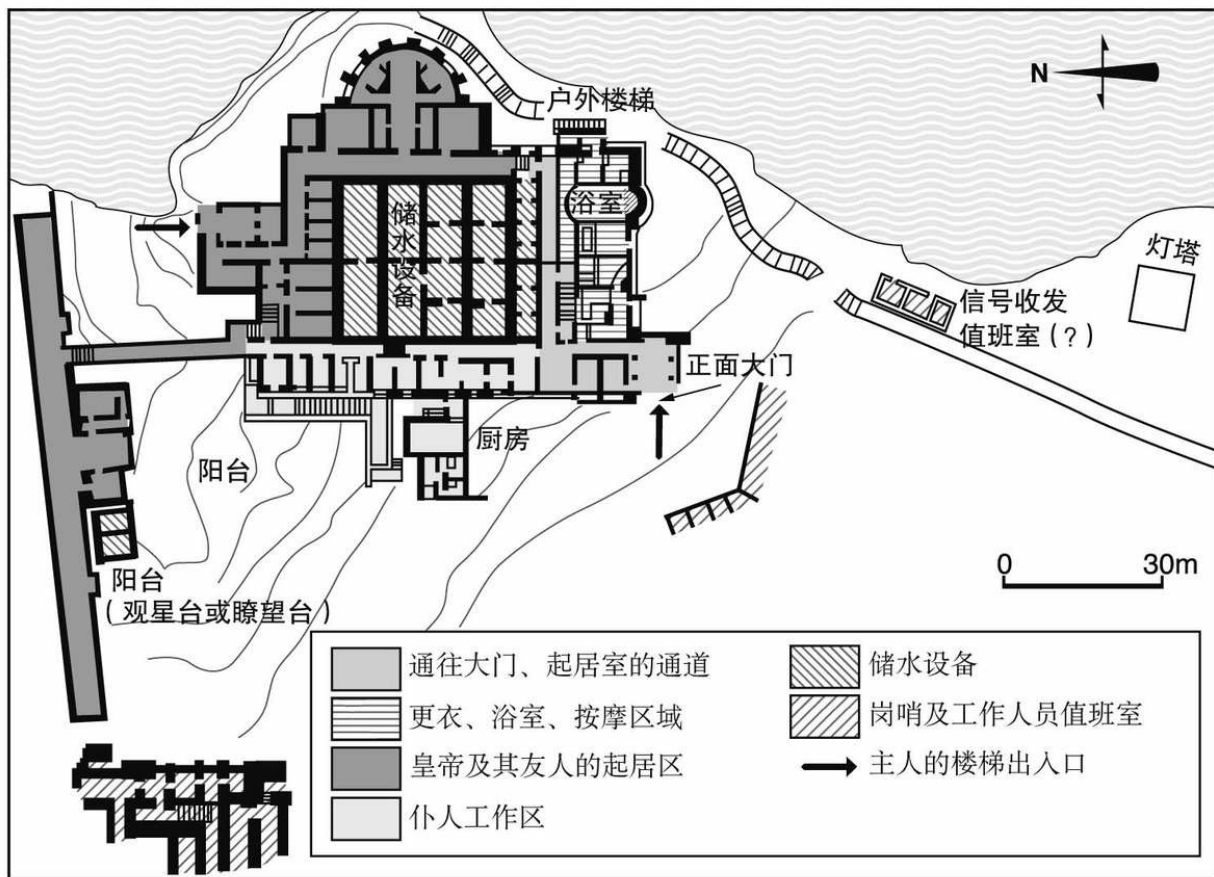 N
户外楼梯
浴室
储水设备
灯塔
信号收发
值班室(?)
正面大门
厨房
阳台
阳台
(观星台或瞭望台)
0 30m
通往大门、起居室的通道
更衣、浴室、按摩区域
皇帝及其友人的起居区
仆人工作区
储水设备
岗哨及工作人员值班室
主人的楼梯出入口